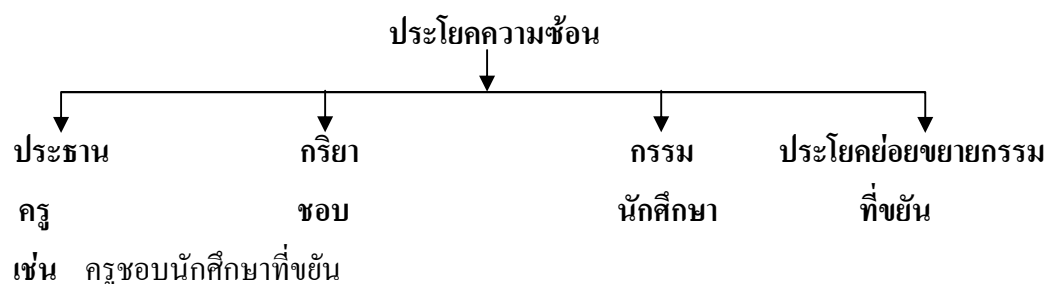 ประโยคความซ้อน
ประธาน กริยา กรรม ประโยคย่อยขยายกรรม
ครู ชอบ นักศึกษา ที่ขยัน
เช่น ครูชอบนักศึกษาที่ขยัน